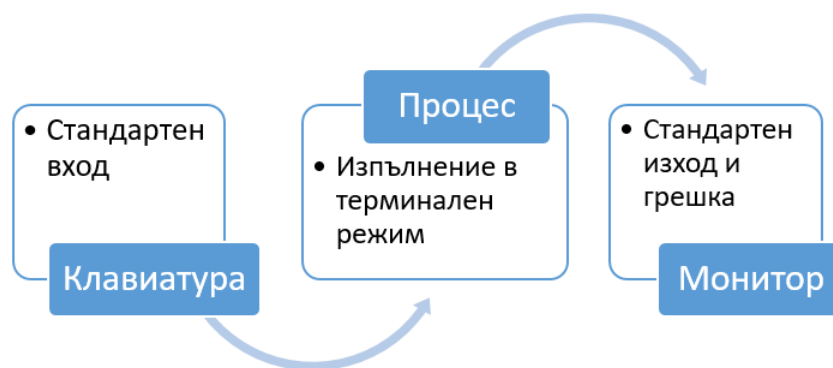 • Стандартен
вход
Клавиатура
Процес
• Изпълнение в
терминален
режим
• Стандартен
изход и
грешка
Монитор